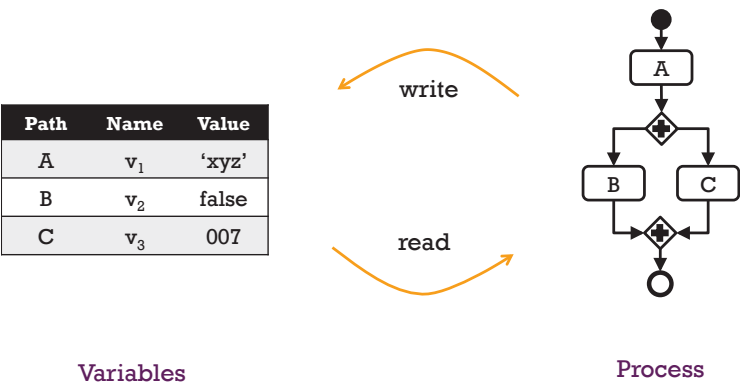 write
Path Name Value
A v₁ ‘xyz’
B v₂ false
C v₃ 007
read
Variables
A
B C
Process